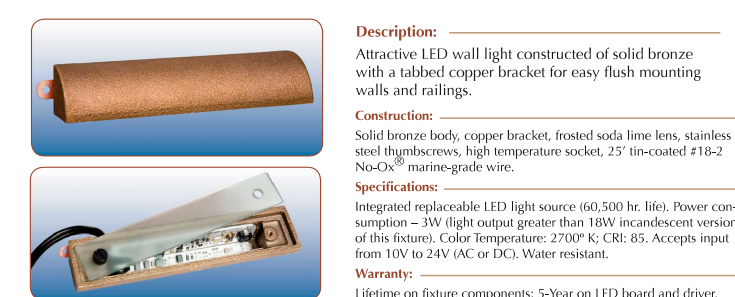 Description:
Attractive LED wall light constructed of solid bronze
with a tabbed copper bracket for easy flush mounting
walls and railings.
Construction:
Solid bronze body, copper bracket, frosted soda lime lens, stainless
steel thumbscrews, high temperature socket, 25’ tin-coated #18-2
No-Ox® marine-grade wire.
Specifications:
Integrated replaceable LED light source (60,500 hr. life). Power con-
sumption – 3W (light output greater than 18W incandescent version
of this fixture). Color Temperature: 2700º K; CRI: 85. Accepts input
from 10V to 24V (AC or DC). Water resistant.
Warranty:
Lifetime on fixture components; 5-Year on LED board and driver.